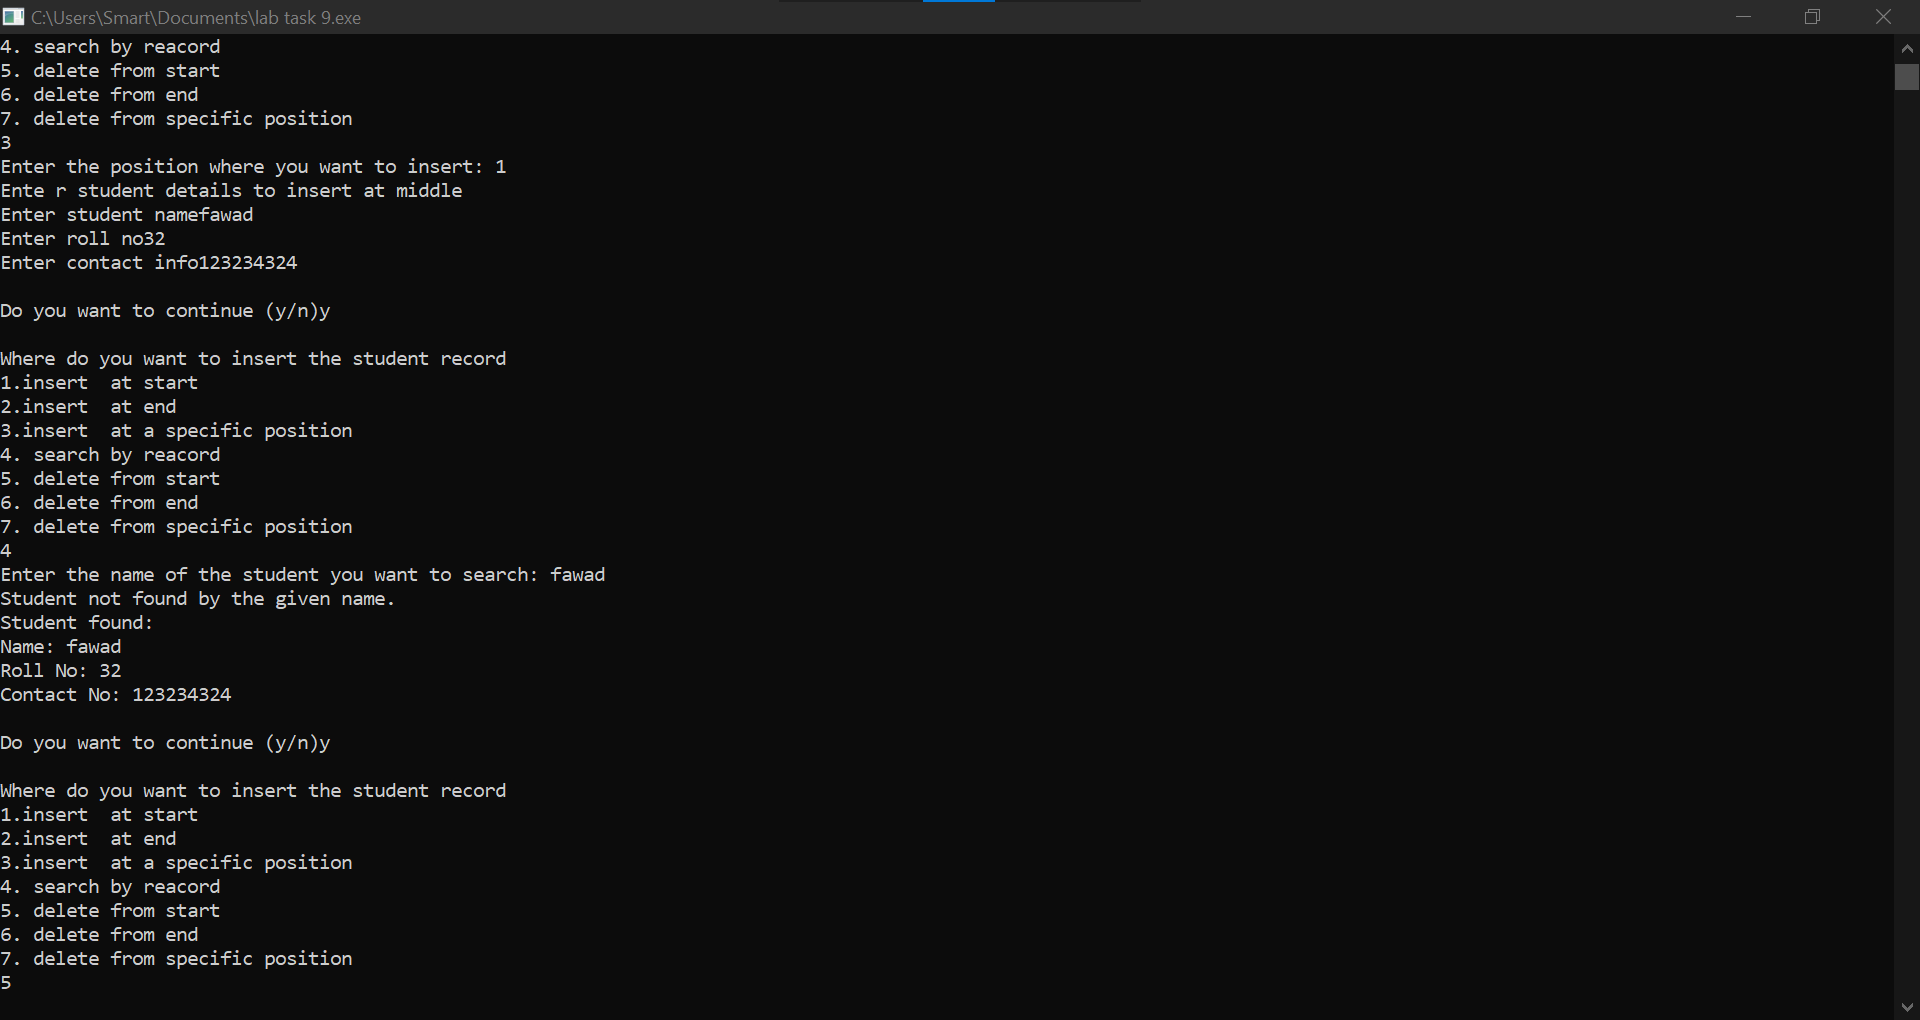 C:\Users\Smart\Documents\lab task 9.exe
4. search by reacord
5. delete from start
6. delete from end
7. delete from specific position
3
Enter the position where you want to insert: 1
Ente r student details to insert at middle
Enter student namefawad
Enter roll no32
Enter contact info123234324

Do you want to continue (y/n)y

Where do you want to insert the student record
1.insert  at start
2.insert  at end
3.insert  at a specific position
4. search by reacord
5. delete from start
6. delete from end
7. delete from specific position
4
Enter the name of the student you want to search: fawad
Student not found by the given name.
Student found:
Name: fawad
Roll No: 32
Contact No: 123234324

Do you want to continue (y/n)y

Where do you want to insert the student record
1.insert  at start
2.insert  at end
3.insert  at a specific position
4. search by reacord
5. delete from start
6. delete from end
7. delete from specific position
5